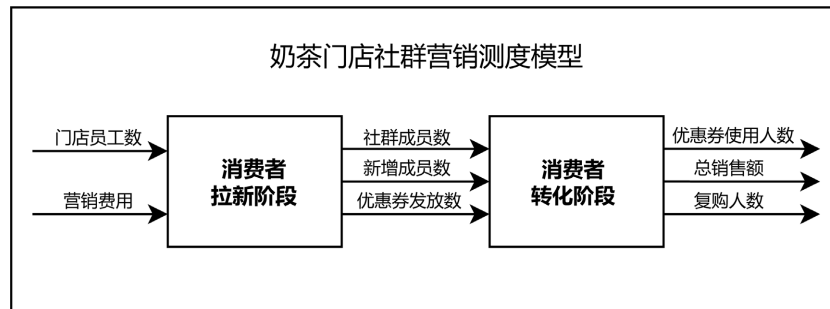 奶茶门店社群营销测度模型
门店员工数
营销费用
消费者
拉新阶段
社群成员数
新增成员数
优惠券发放数
消费者
转化阶段
优惠券使用人数
总销售额
复购人数